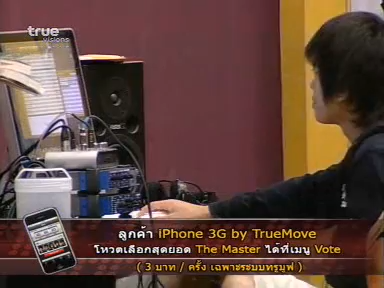 true
visions
ลูกค้า iPhone 3G by TrueMove
โหวตเลือกสุดยอด The Master ได้ที่เมนู Vote
( 3 บาท / ครั้ง เฉพาะระบบทรูมูฟ )